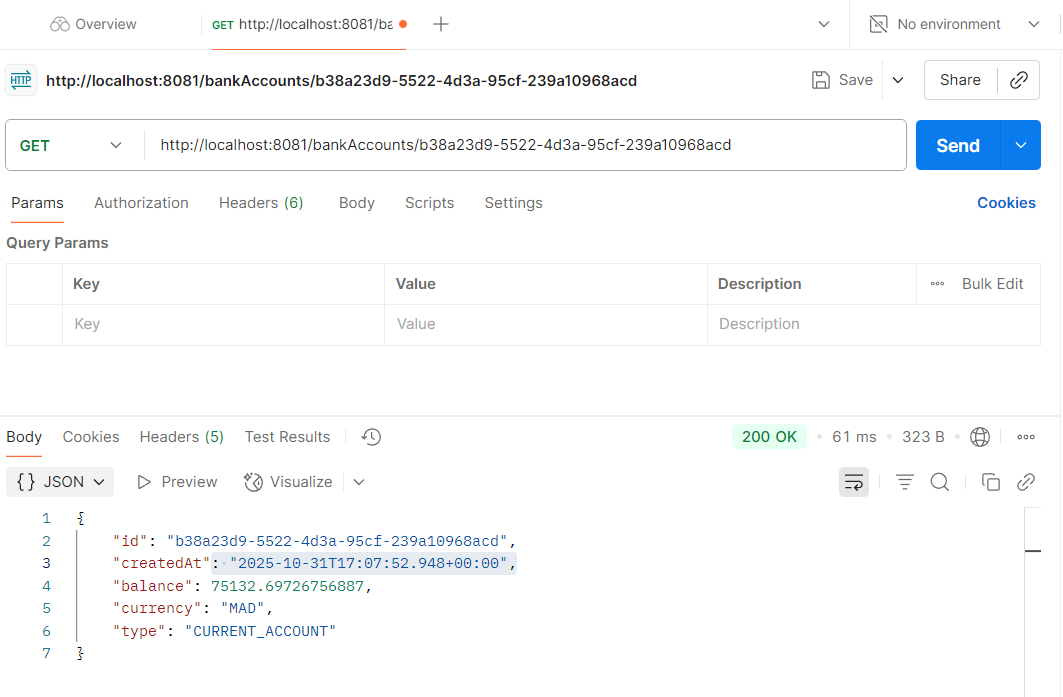 Overview
GET http://localhost:8081/ba
No environment
HTTP http://localhost:8081/bankAccounts/b38a23d9-5522-4d3a-95cf-239a10968acd
Save
Share
GET
http://localhost:8081/bankAccounts/b38a23d9-5522-4d3a-95cf-239a10968acd
Send
Params Authorization Headers (6) Body Scripts Settings Cookies
Query Params
Key Value Description Bulk Edit
Key Value Description
Body Cookies Headers (5) Test Results 200 OK 61 ms 323 B
{} JSON Preview Visualize
1 {
2 "id": "b38a23d9-5522-4d3a-95cf-239a10968acd",
3 "createdAt": "2025-10-31T17:07:52.948+00:00",
4 "balance": 75132.69726756887,
5 "currency": "MAD",
6 "type": "CURRENT_ACCOUNT"
7 }